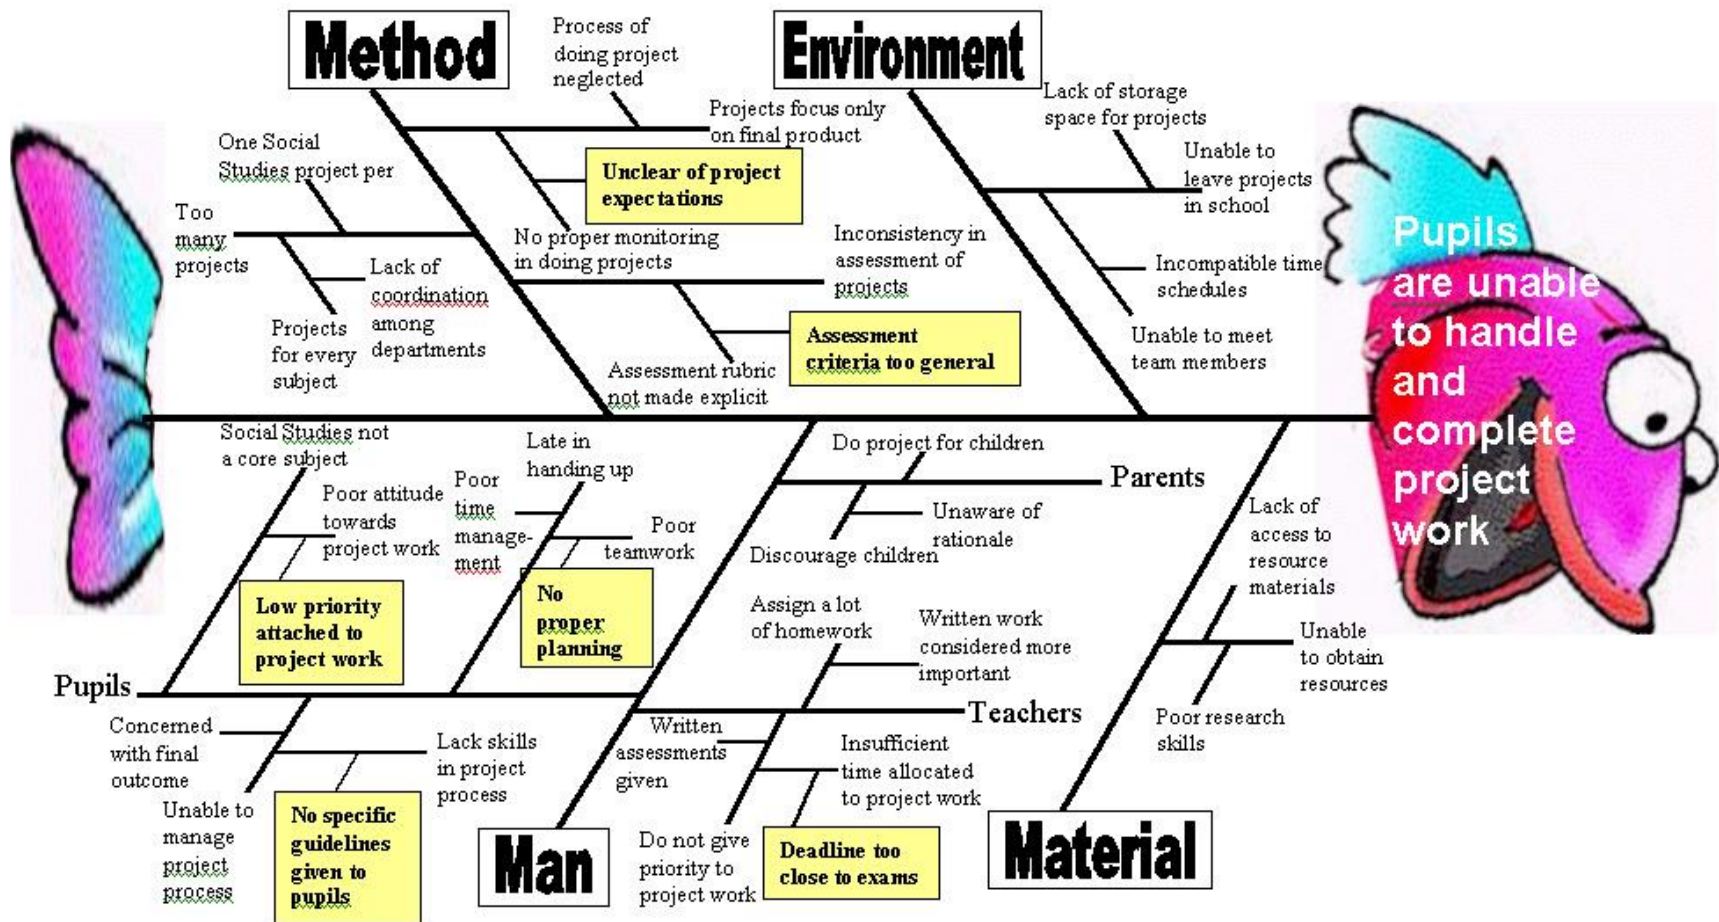 Method
Process of
doing project
neglected
Projects focus only
on final product
Unclear of project
expectations
No proper monitoring
in doing projects
One Social
Studies project per
Too
many
projects
Lack of
coordination
among
departments
Projects
for every
subject
Inconsistency in
assessment of
projects
Assessment
criteria too general
Assessment rubric
not made explicit
Environment
Lack of storage
space for projects
Unable to
leave projects
in school
Incompatible time
schedules
Unable to meet
team members
Pupils
are unable
to handle
and
complete
project
work
Social Studies not
a core subject
Poor attitude
towards
project work
Low priority
attached to
project work
Late in
handing up
Poor
time
manage-
ment
Poor
teamwork
No
proper
planning
Pupils
Concerned
with final
outcome
Unable to
manage
project
process
Lack skills
in project
process
No specific
guidelines
given to
pupils
Man
Do project for children
Parents
Unaware of
rationale
Discourage children
Assign a lot
of homework
Written work
considered more
important
Teachers
Written
assessments
given
Insufficient
time allocated
to project work
Do not give
priority to
project work
Deadline too
close to exams
Lack of
access to
resource
materials
Unable
to obtain
resources
Poor research
skills
Material